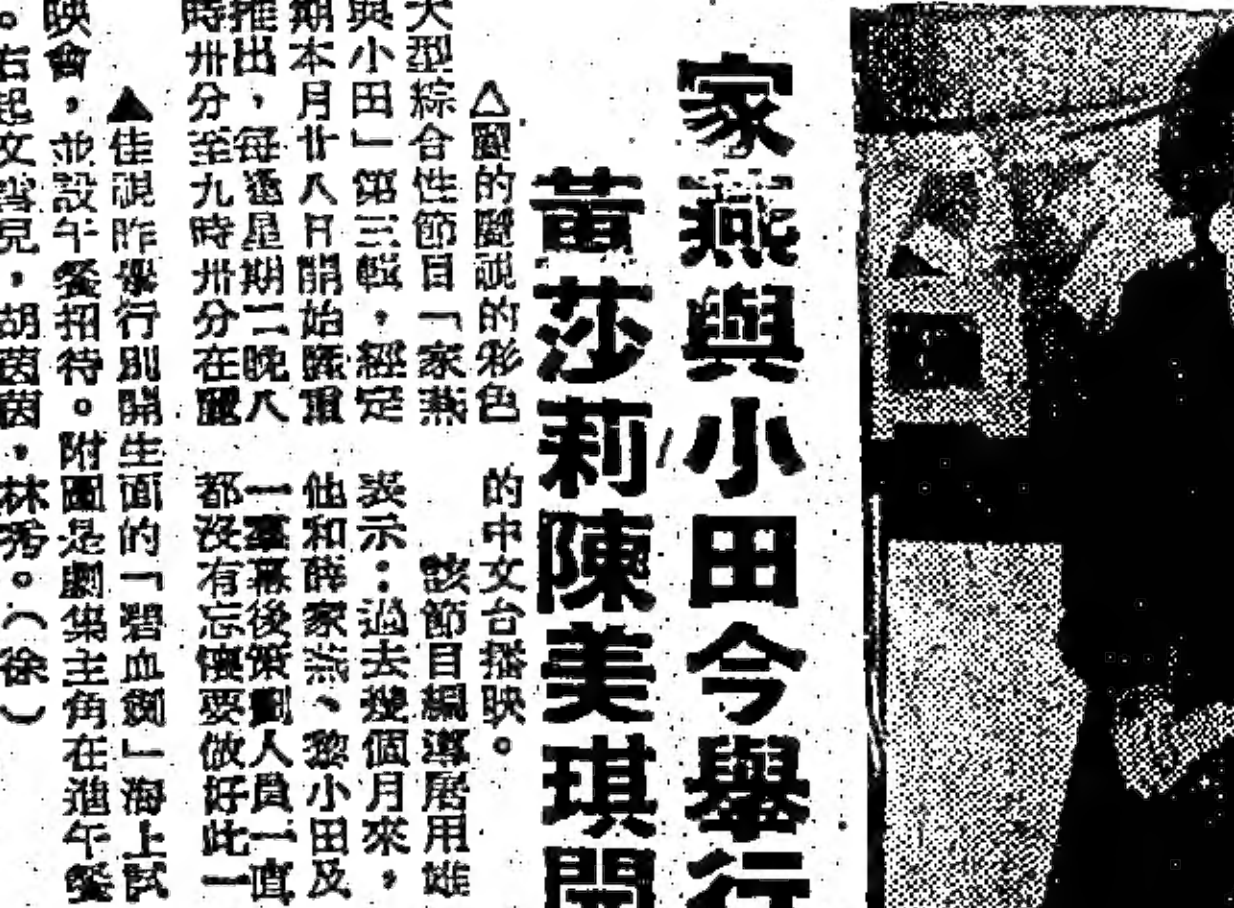 家燕與小田今舉行
黃莎莉陳美琪開
△麗的麗視的彩色
大型綜合性節目「家燕
與小田」第三輯,經定
期本月廿八日開始隆重
推出,每逢星期二晚八
時卅分至九時卅分在麗
的中文台播映。
該節目編導屠用雄
表示:過去幾個月來,
他和薛家燕、黎小田及
一羣幕後策劃人員一直
都沒有忘懷要做好此一
▲佳視昨舉行別開生面的「碧血劍」海上試
映會,並設午餐招待。附圖是劇集主角在進午餐
。右起文雪兒,胡茵茵,林秀。(徐)